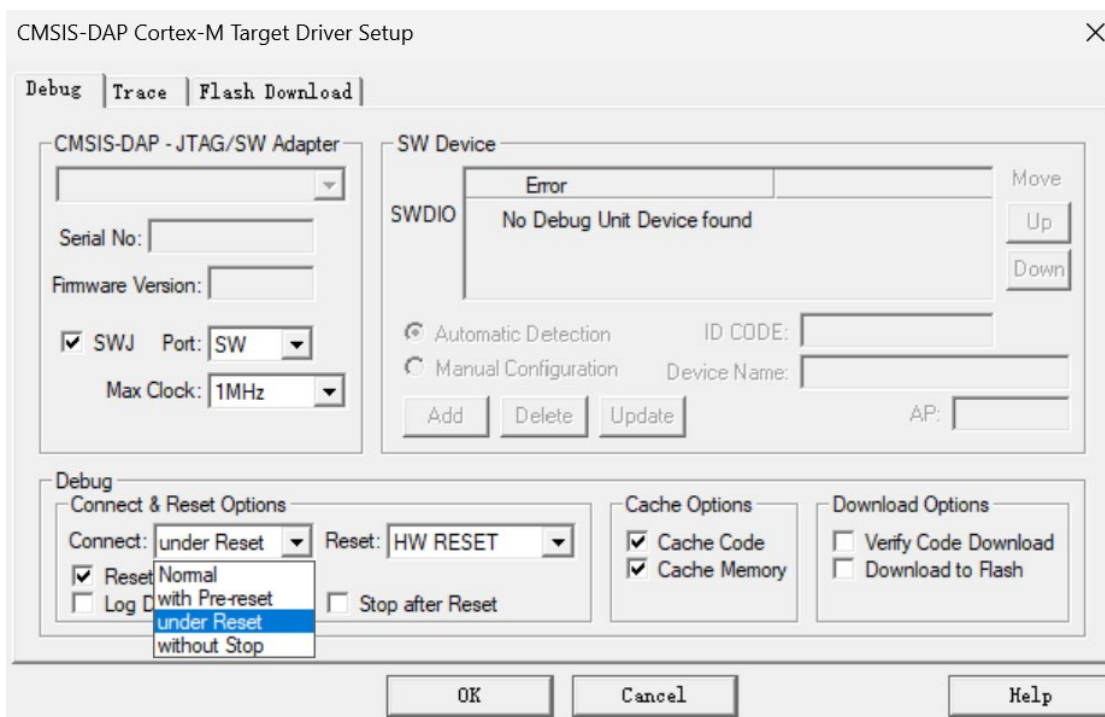 CMSIS-DAP Cortex-M Target Driver Setup
Debug Trace Flash Download
CMSIS-DAP - JTAG/SW Adapter
Serial No:
Firmware Version:
SWJ Port: SW
Max Clock: 1MHz
SW Device
Error
SWDIO No Debug Unit Device found
Move
Up
Down
Automatic Detection ID CODE:
Manual Configuration Device Name:
Add Delete Update AP:
Debug
Connect & Reset Options
Connect: under Reset Reset: HW RESET
Reset
Log D
Stop after Reset
Normal
with Pre-reset
under Reset
without Stop
Cache Options
Cache Code
Cache Memory
Download Options
Verify Code Download
Download to Flash
OK Cancel Help